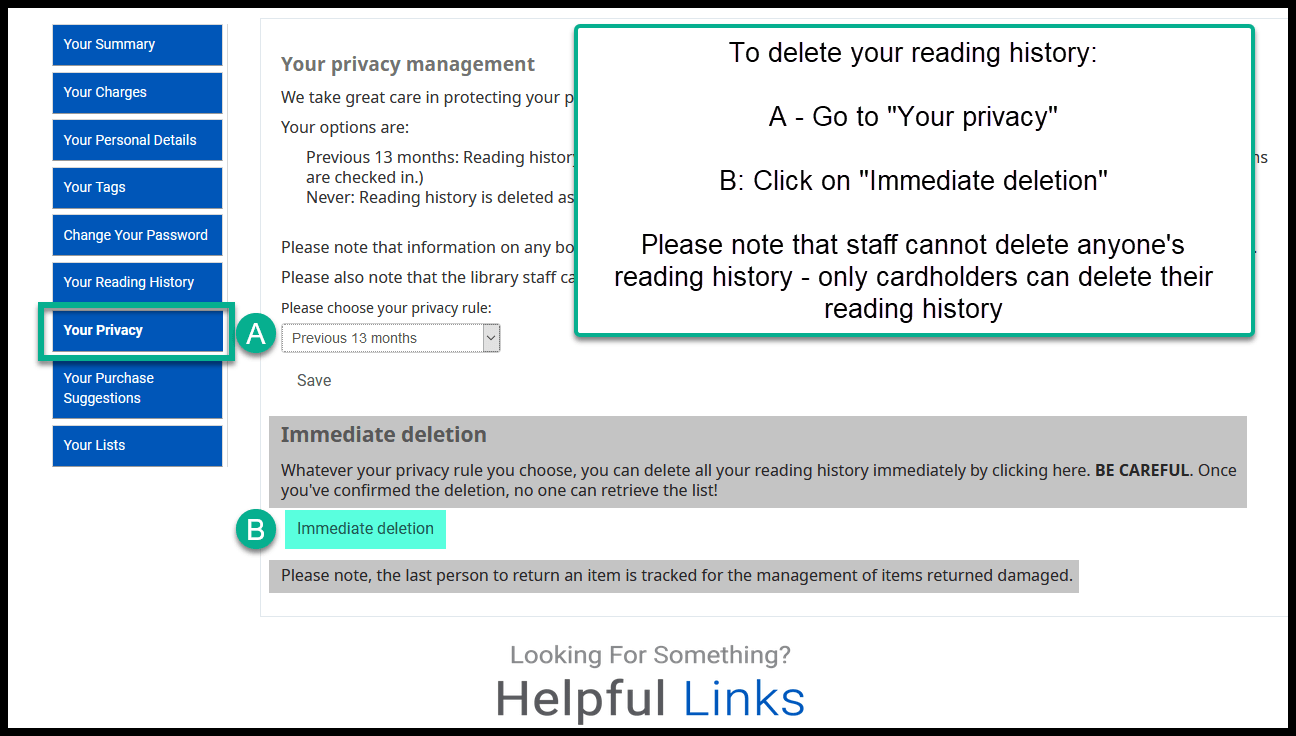 Your Summary
Your Charges
Your Personal Details
Your Tags
Change Your Password
Your Reading History
Your Privacy
Your Purchase
Suggestions
Your Lists
A
B
Your privacy management
We take great care in protecting your p
Your options are:
Previous 13 months: Reading history
ns
are checked in.)
Never: Reading history is deleted as
Please note that information on any bo
Please also note that the library staff ca
Please choose your privacy rule:
Previous 13 months
Save
To delete your reading history:
A - Go to "Your privacy"
B: Click on "Immediate deletion"
Please note that staff cannot delete anyone's
reading history - only cardholders can delete their
reading history
Immediate deletion
Whatever your privacy rule you choose, you can delete all your reading history immediately by clicking here. BE CAREFUL. Once
you've confirmed the deletion, no one can retrieve the list!
Immediate deletion
Please note, the last person to return an item is tracked for the management of items returned damaged.
Looking For Something?
Helpful Links